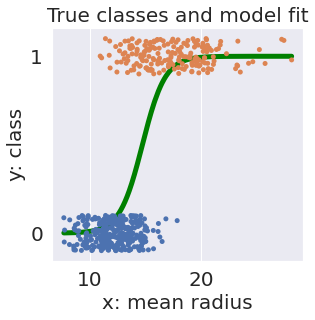 True classes and model fit
1
y: class
0
10 20
x: mean radius